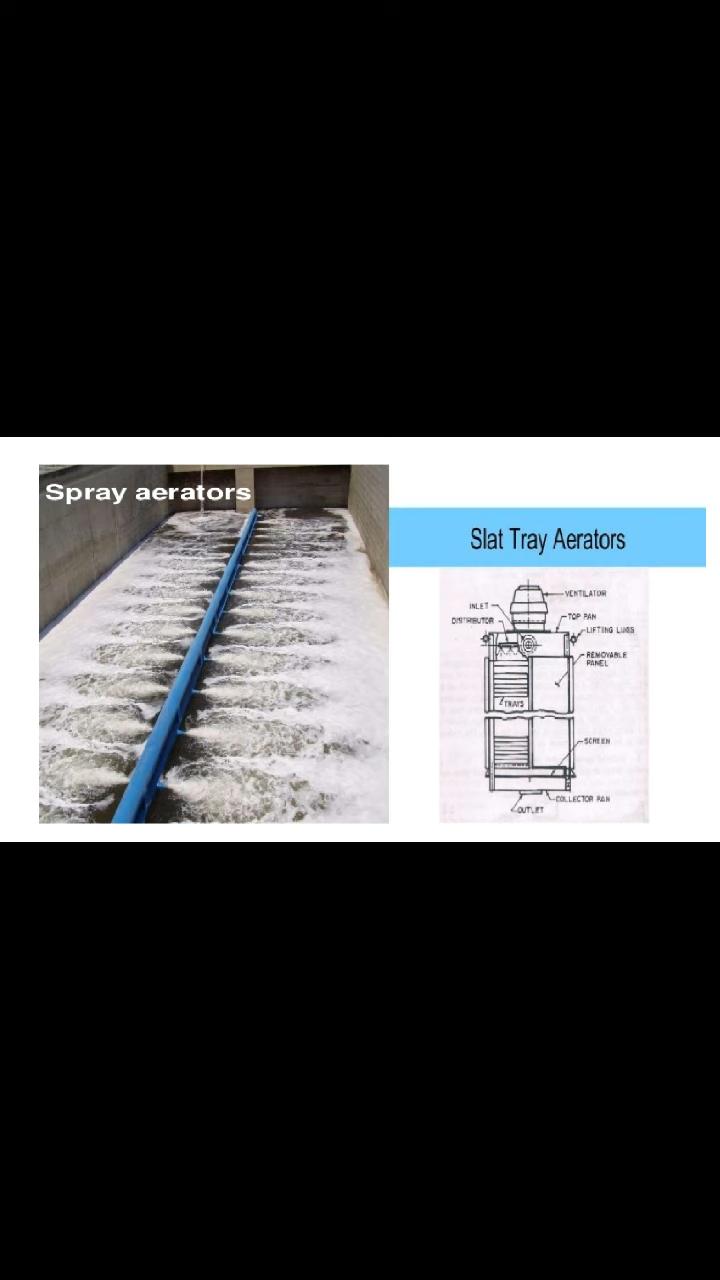 Spray aerators
Slat Tray Aerators
VENTILATOR
INLET
TOP PAN
DISTRIBUTOR
LIFTING LUGS
REMOVABLE
PANEL
TRAYS
SCREEN
COLLECTOR PAN
OUTLET